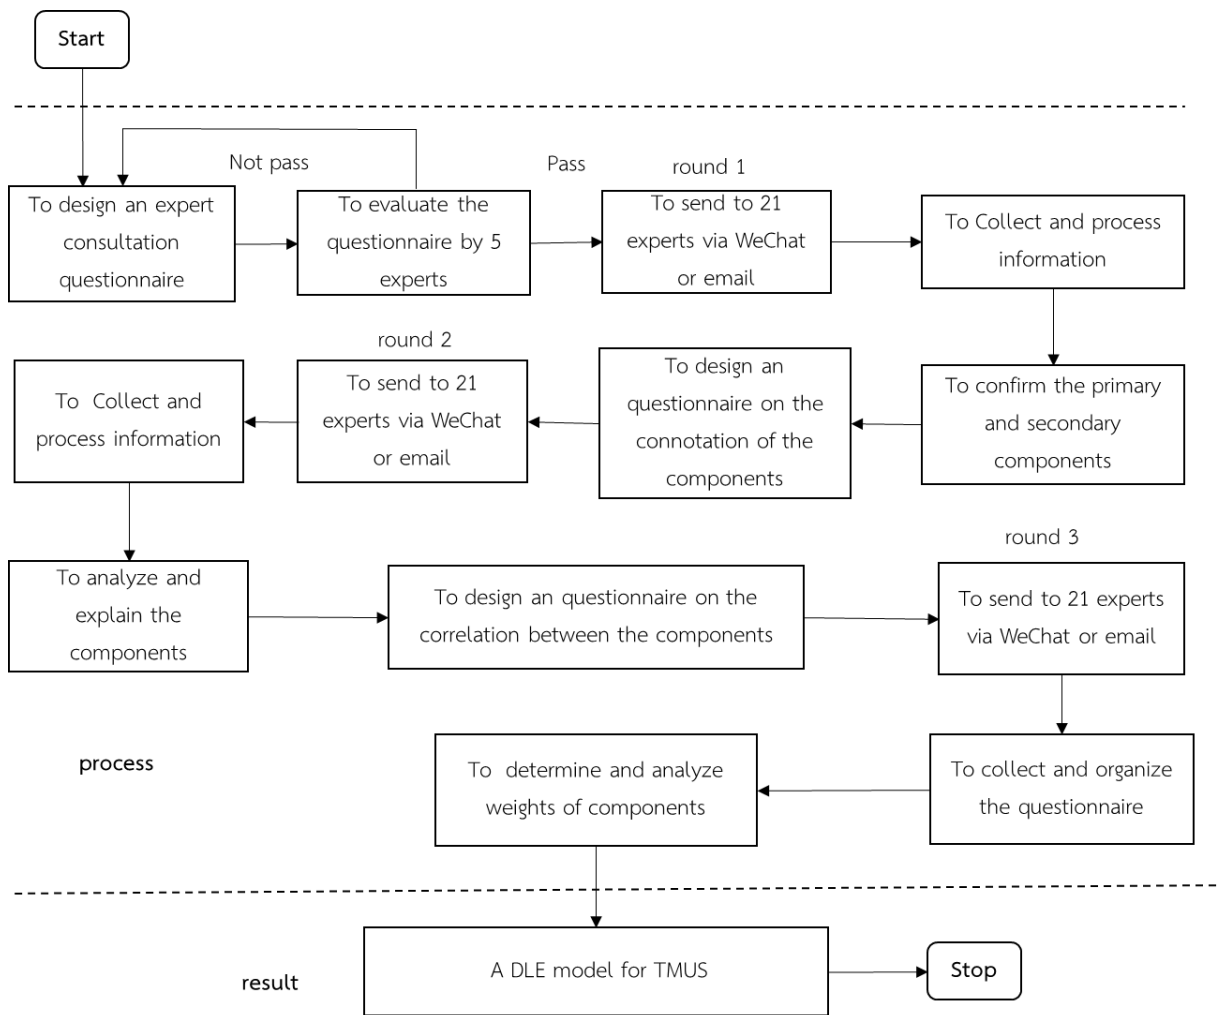 Start
Not pass
Pass
round 1
To design an expert
consultation
questionnaire
To evaluate the
questionnaire by 5
experts
To send to 21
experts via WeChat
or email
To Collect and process
information
round 2
To Collect and
process information
To send to 21
experts via WeChat
or email
To design an
questionnaire on the
connotation of the
components
To confirm the primary
and secondary
components
round 3
To analyze and
explain the
components
To design an questionnaire on the
correlation between the components
To send to 21 experts
via WeChat or email
process
To determine and analyze
weights of components
To collect and organize
the questionnaire
result
A DLE model for TMUS
Stop